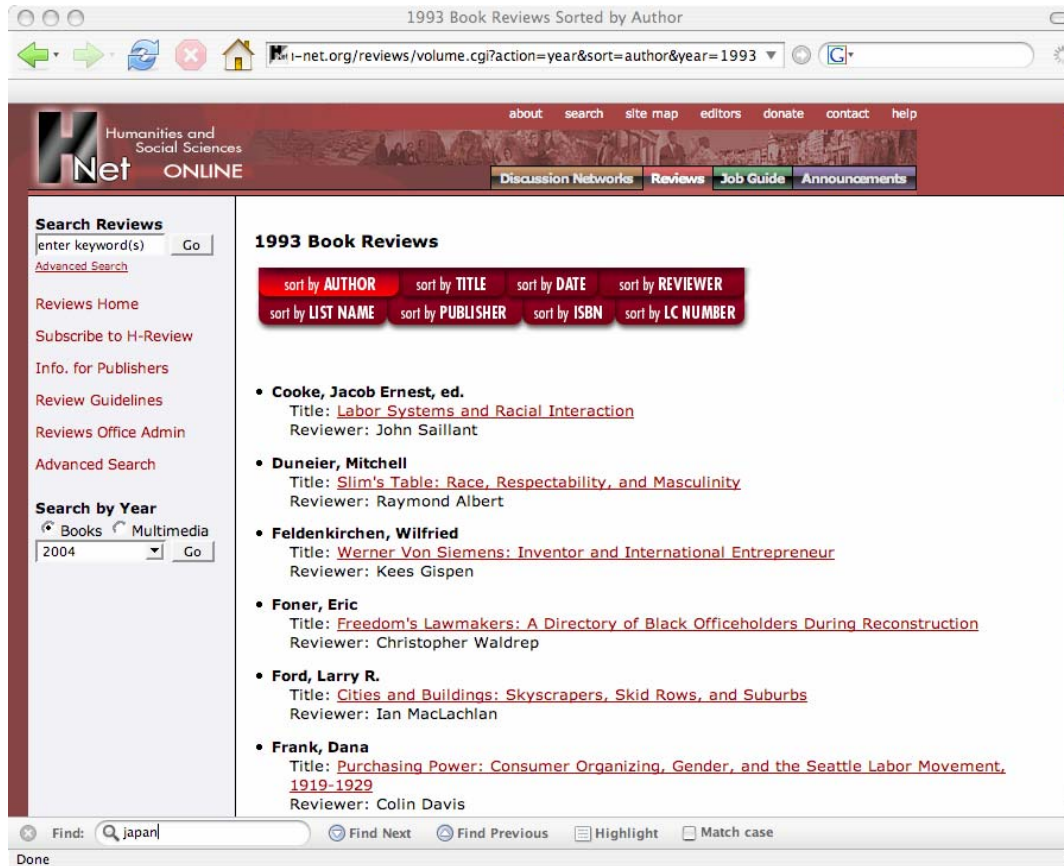 1993 Book Reviews Sorted by Author
-net.org/reviews/volume.cgi?action=year&sort=author&year=1993
G
about search site map editors donate contact help
H
Net
Humanities and
Social Sciences
ONLINE
Discussion Networks Reviews Job Guide Announcements
Search Reviews
enter keyword(s) Go
Advanced Search
Reviews Home
Subscribe to H-Review
Info. for Publishers
Review Guidelines
Reviews Office Admin
Advanced Search
Search by Year
Books Multimedia
2004 Go
1993 Book Reviews
sort by AUTHOR sort by TITLE sort by DATE sort by REVIEWER
sort by LIST NAME sort by PUBLISHER sort by ISBN sort by LC NUMBER
• Cooke, Jacob Ernest, ed.
Title: Labor Systems and Racial Interaction
Reviewer: John Saillant
• Duneier, Mitchell
Title: Slim's Table: Race, Respectability, and Masculinity
Reviewer: Raymond Albert
• Feldenkirchen, Wilfried
Title: Werner Von Siemens: Inventor and International Entrepreneur
Reviewer: Kees Gispen
• Foner, Eric
Title: Freedom's Lawmakers: A Directory of Black Officeholders During Reconstruction
Reviewer: Christopher Waldrep
• Ford, Larry R.
Title: Cities and Buildings: Skyscrapers, Skid Rows, and Suburbs
Reviewer: Ian MacLachlan
• Frank, Dana
Title: Purchasing Power: Consumer Organizing, Gender, and the Seattle Labor Movement,
1919-1929
Reviewer: Colin Davis
Find: japan Find Next Find Previous Highlight Match case
Done